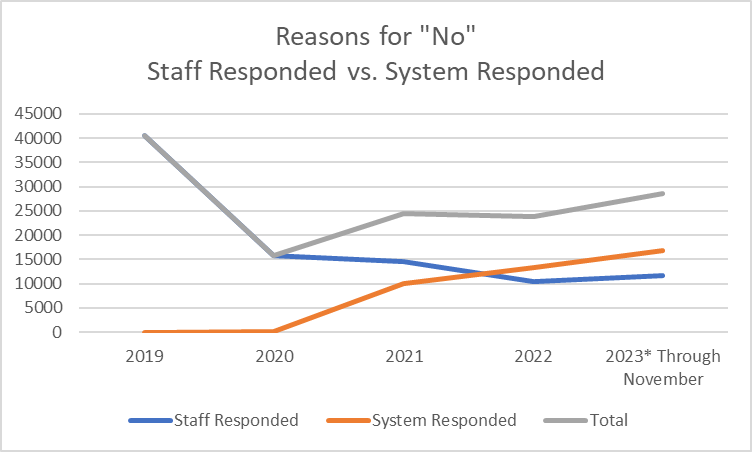 Reasons for "No"
Staff Responded vs. System Responded
45000
40000
35000
30000
25000
20000
15000
10000
5000
0
2019
2020
2021
2022
2023* Through
November
Staff Responded
System Responded
Total